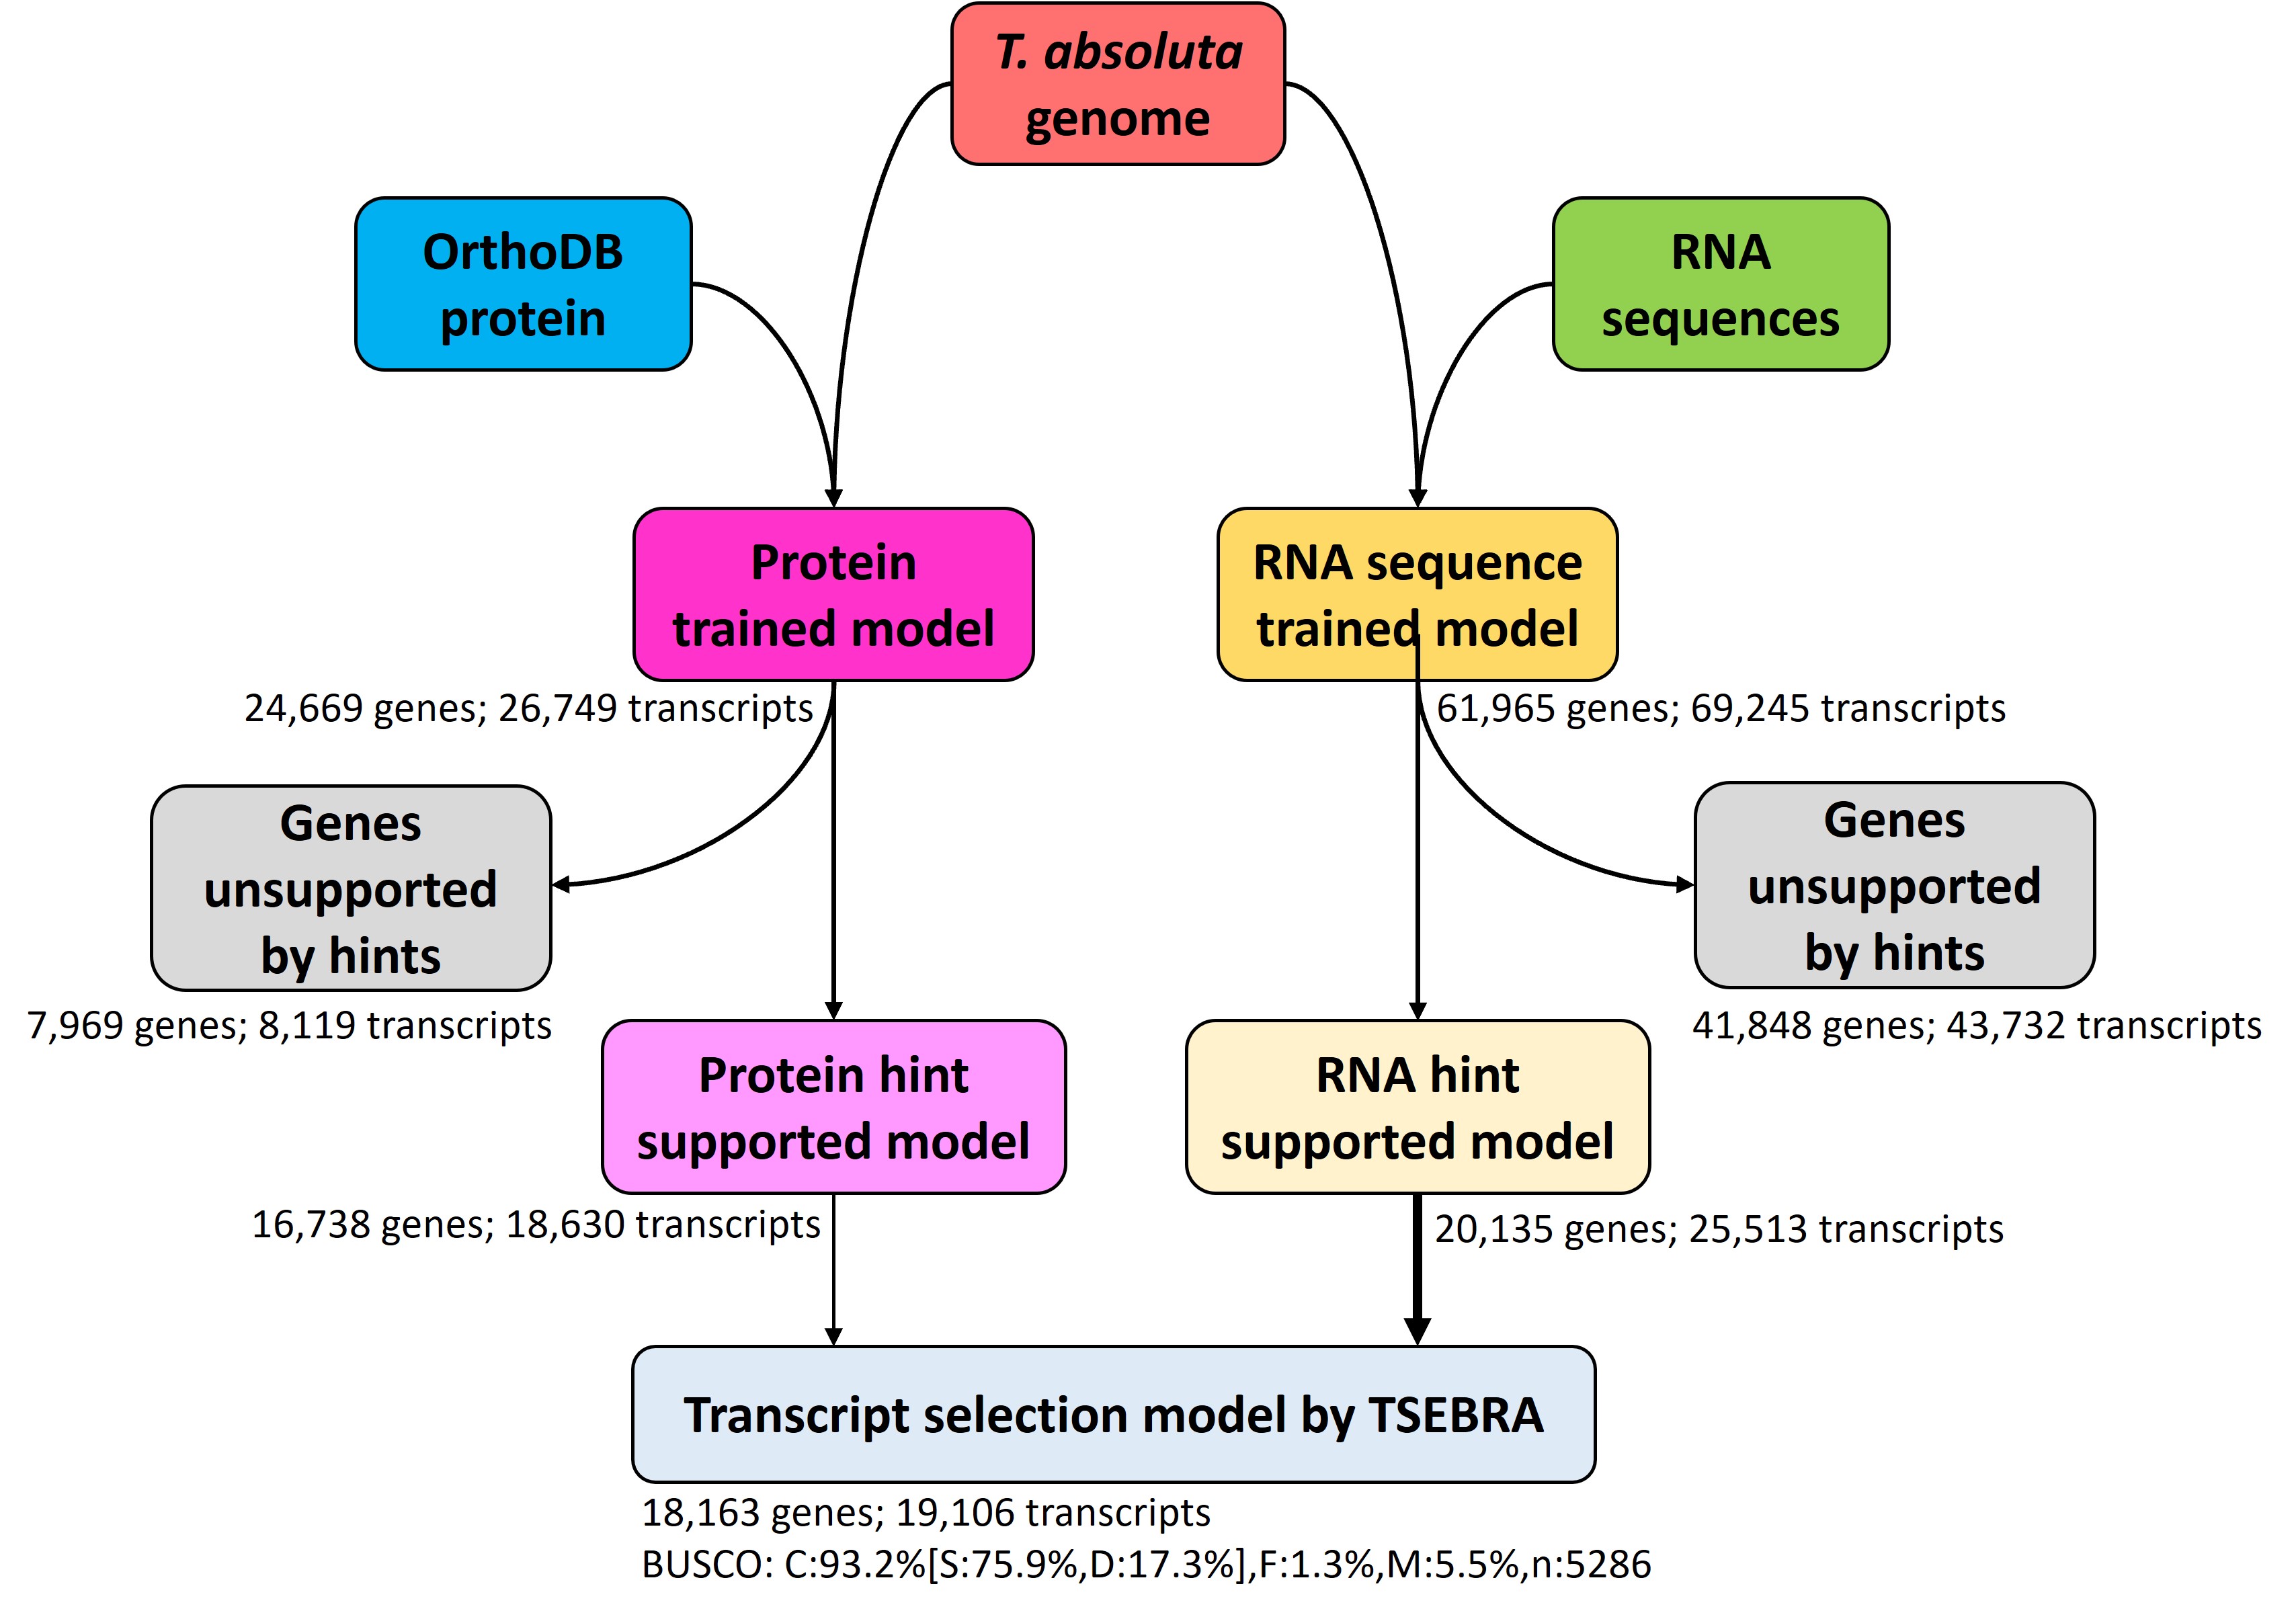 T. absoluta
genome
OrthoDB
protein
RNA
sequences
Protein
trained model
RNA sequence
trained model
24,669 genes; 26,749 transcripts
61,965 genes; 69,245 transcripts
Genes
unsupported
by hints
Genes
unsupported
by hints
7,969 genes; 8,119 transcripts
41,848 genes; 43,732 transcripts
Protein hint
supported model
RNA hint
supported model
16,738 genes; 18,630 transcripts
20,135 genes; 25,513 transcripts
Transcript selection model by TSEBRA
18,163 genes; 19,106 transcripts
BUSCO: C:93.2%[S:75.9%,D:17.3%],F:1.3%,M:5.5%,n:5286